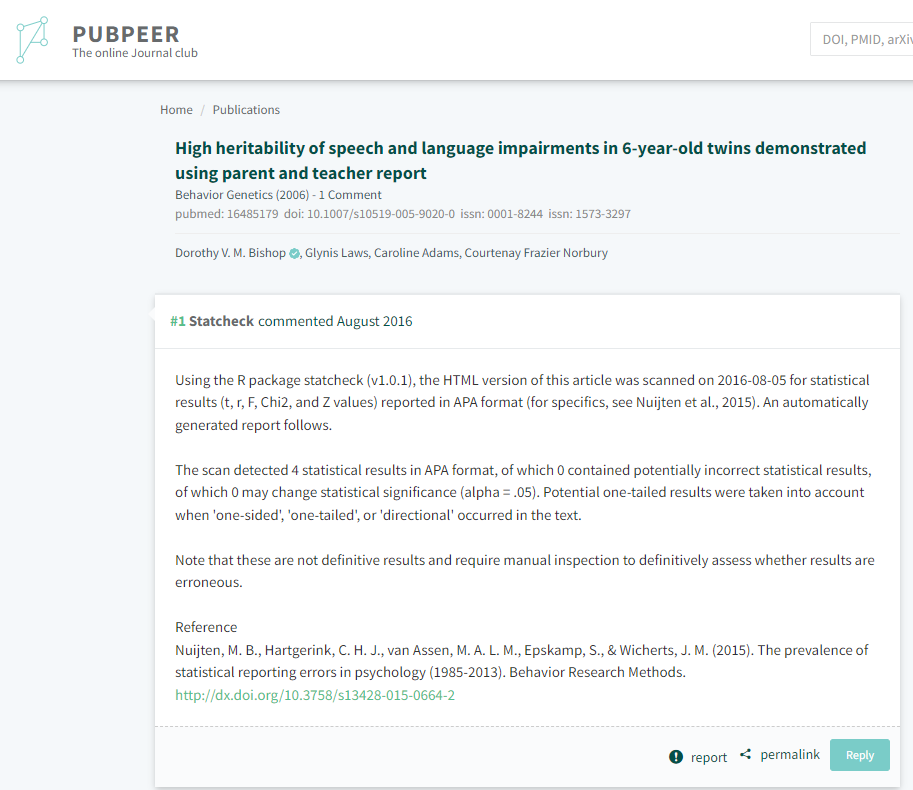 PUBPEER
The online Journal club
DOI, PMID, arXiv
Home / Publications
High heritability of speech and language impairments in 6-year-old twins demonstrated
using parent and teacher report
Behavior Genetics (2006) - 1 Comment
pubmed: 16485179 doi: 10.1007/s10519-005-9020-0 issn: 0001-8244 issn: 1573-3297
Dorothy V. M. Bishop, Glynis Laws, Caroline Adams, Courtenay Frazier Norbury
#1 Statcheck commented August 2016
Using the R package statcheck (v1.0.1), the HTML version of this article was scanned on 2016-08-05 for statistical
results (t, r, F, Chi2, and Z values) reported in APA format (for specifics, see Nuijten et al., 2015). An automatically
generated report follows.
The scan detected 4 statistical results in APA format, of which 0 contained potentially incorrect statistical results,
of which 0 may change statistical significance (alpha = .05). Potential one-tailed results were taken into account
when 'one-sided', 'one-tailed', or 'directional' occurred in the text.
Note that these are not definitive results and require manual inspection to definitively assess whether results are
erroneous.
Reference
Nuijten, M. B., Hartgerink, C. H. J., van Assen, M. A. L. M., Epskamp, S., & Wicherts, J. M. (2015). The prevalence of
statistical reporting errors in psychology (1985-2013). Behavior Research Methods.
http://dx.doi.org/10.3758/s13428-015-0664-2
report permalink Reply